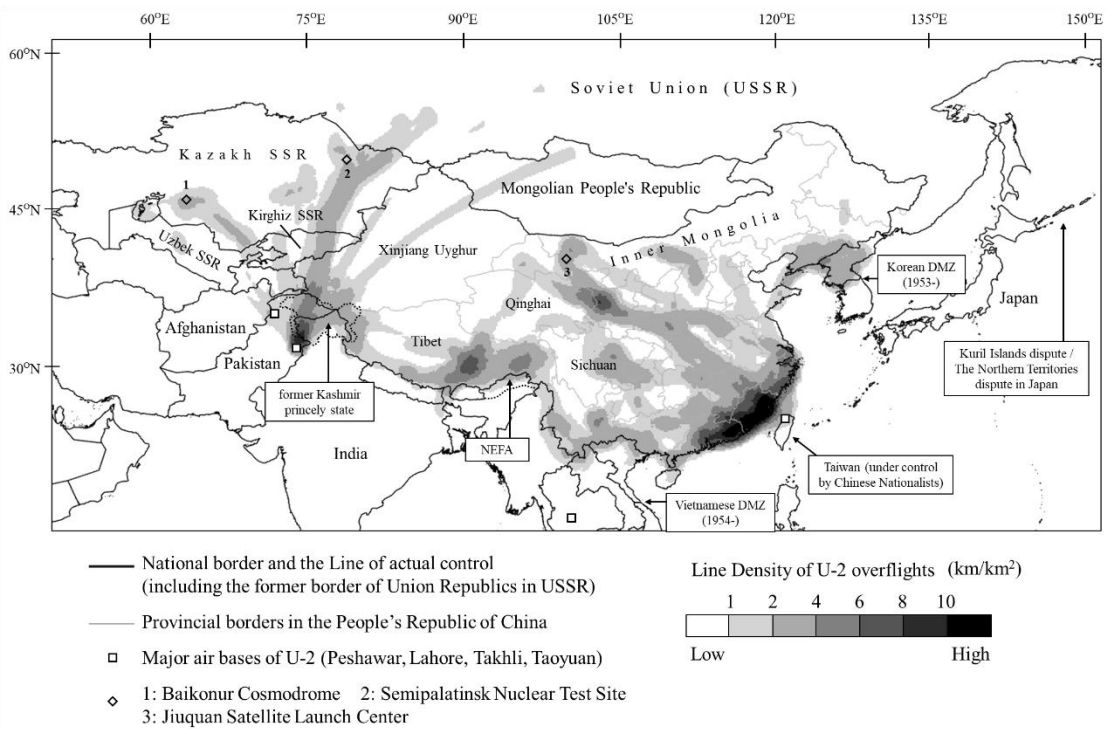 60°E 75°E 90°E 105°E 120°E 135°E 150°E
60°N
45°N
30°N
Soviet Union (USSR)
Kazakh SSR
1
2
Mongolian People's Republic
Kirghiz SSR
Uzbek SSR
Xinjiang Uyghur
Inner Mongolia
3
Korean DMZ
(1953-)
Qinghai
Japan
Afghanistan
Tibet
Sichuan
Pakistan
Kuril Islands dispute /
The Northern Territories
dispute in Japan
former Kashmir
princely state
NEFA
India
Taiwan (under control
by Chinese Nationalists)
Vietnamese DMZ
(1954-)
National border and the Line of actual control
(including the former border of Union Republics in USSR)
Provincial borders in the People's Republic of China
Major air bases of U-2 (Peshawar, Lahore, Takhli, Taoyuan)
1: Baikonur Cosmodrome 2: Semipalatinsk Nuclear Test Site
3: Jiuquan Satellite Launch Center
Line Density of U-2 overflights (km/km²)
1 2 4 6 8 10
Low High